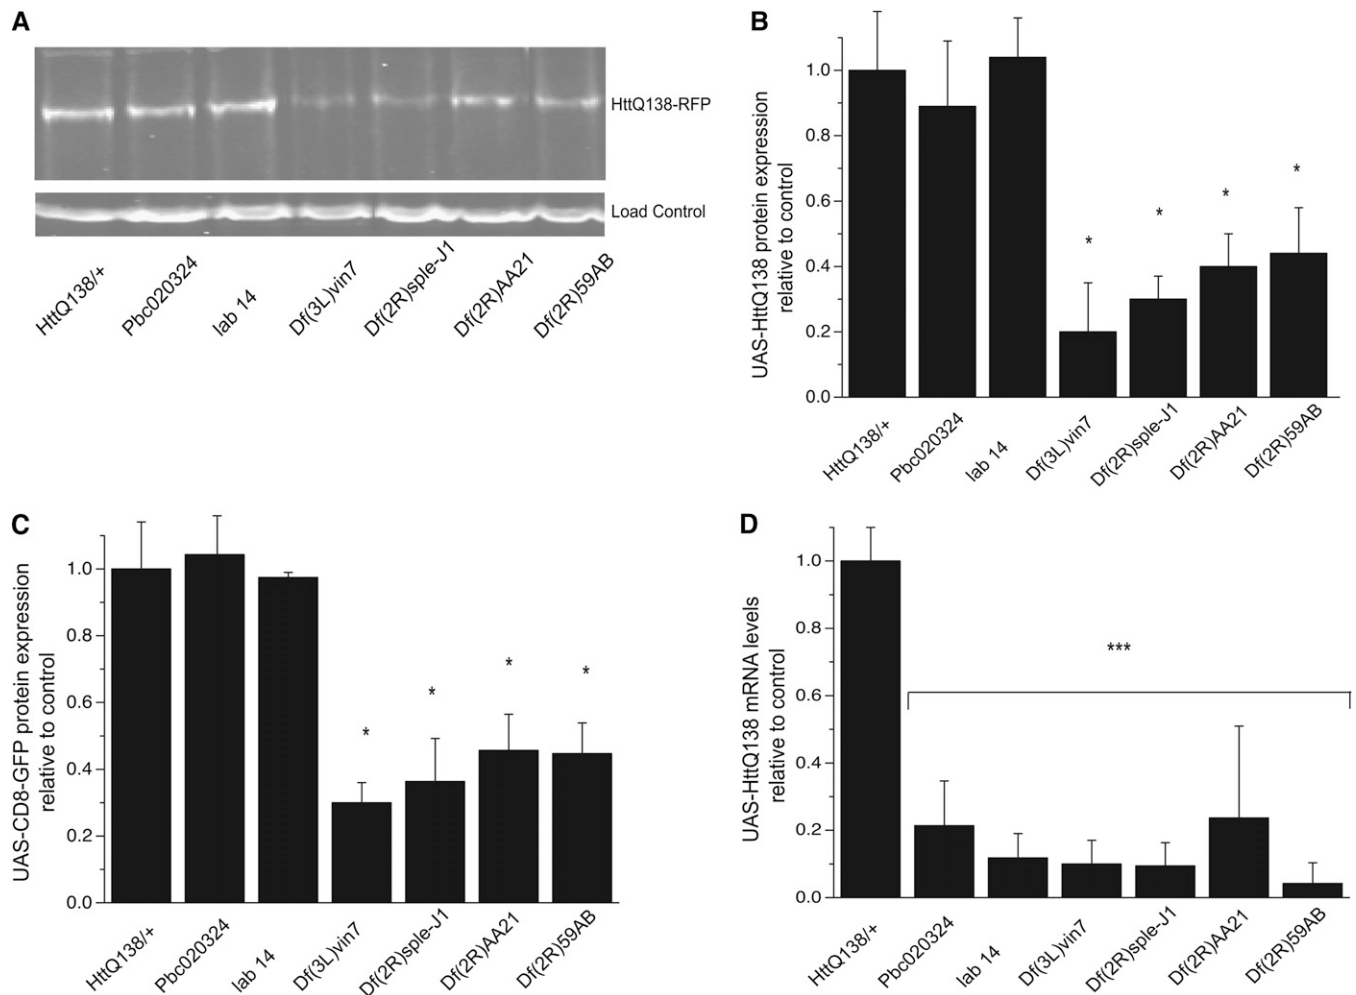 A
HttQ138-RFP
Load Control
HttQ138/+
Pbc020324
lab 14
Df(3L)vin7
Df(2R)sple-J1
Df(2R)AA21
Df(2R)59AB
B
UAS-HttQ138 protein expression
relative to control
1.0
0.8
0.6
0.4
0.2
0.0
*
*
*
*
HttQ138/+
Pbc020324
lab 14
Df(3L)vin7
Df(2R)sple-J1
Df(2R)AA21
Df(2R)59AB
C
UAS-CD8-GFP protein expression
relative to control
1.0
0.8
0.6
0.4
0.2
0.0
*
*
*
*
HttQ138/+
Pbc020324
lab 14
Df(3L)vin7
Df(2R)sple-J1
Df(2R)AA21
Df(2R)59AB
D
UAS-HttQ138 mRNA levels
relative to control
1.0
0.8
0.6
0.4
0.2
0.0
***
HttQ138/+
Pbc020324
lab 14
Df(3L)vin7
Df(2R)sple-J1
Df(2R)AA21
Df(2R)59AB